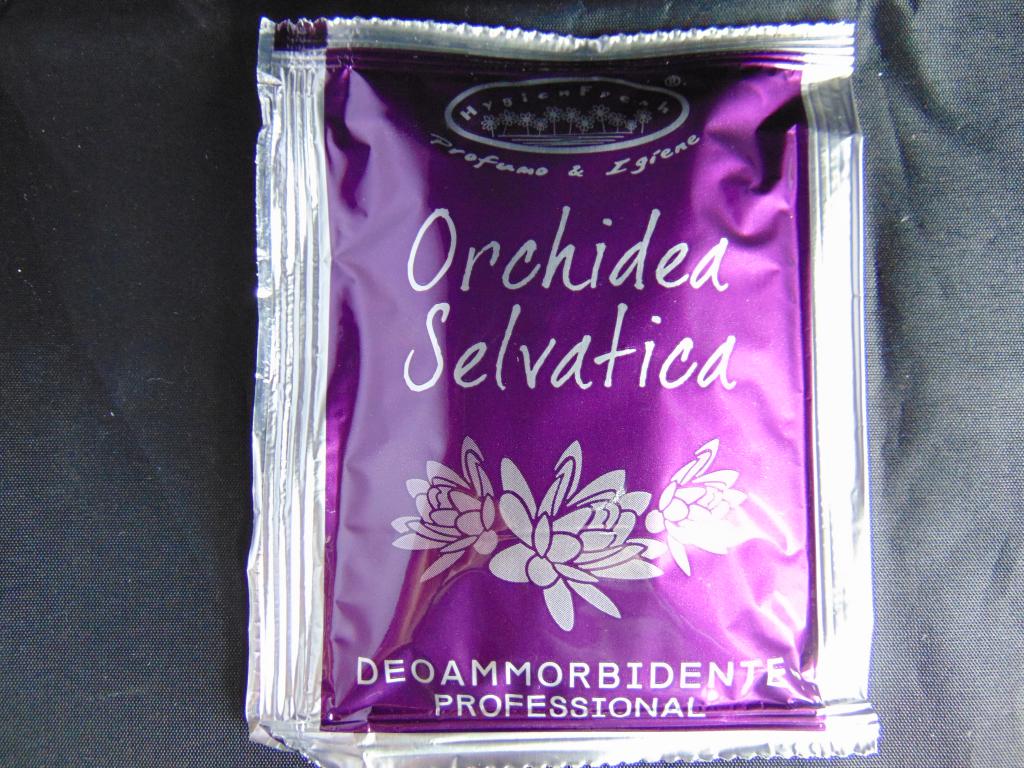 HygienFresh ®
Profumo & Igiene
Orchidea
Selvatica
DEOAMMORBIDENTE
PROFESSIONAL